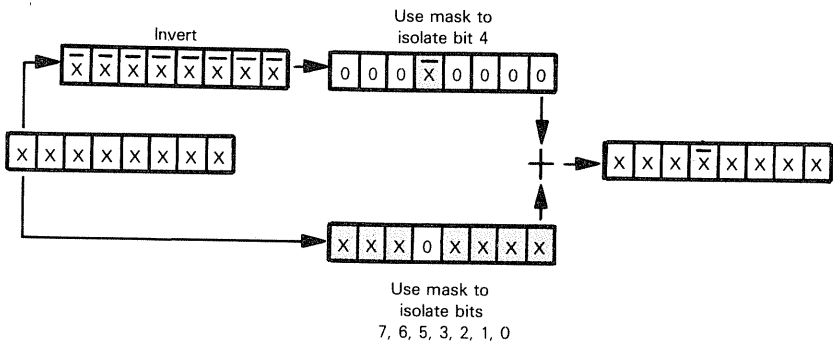 Use mask to
isolate bit 4
Invert
X̅ X̅ X̅ X̅ X̅ X̅ X̅ X̅
0 0 0 X̅ 0 0 0 0
X X X X X X X X
+
X X X X̅ X X X X
X X X 0 X X X X
Use mask to
isolate bits
7, 6, 5, 3, 2, 1, 0